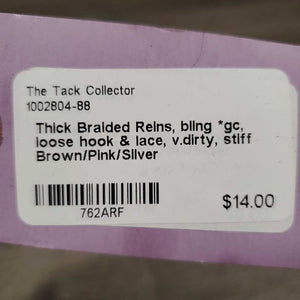 The Tack Collector
1002804-88
Thick Braided Reins, bling *gc,
loose hook & lace, v.dirty, stiff
Brown/Pink/Silver
762ARF
$14.00